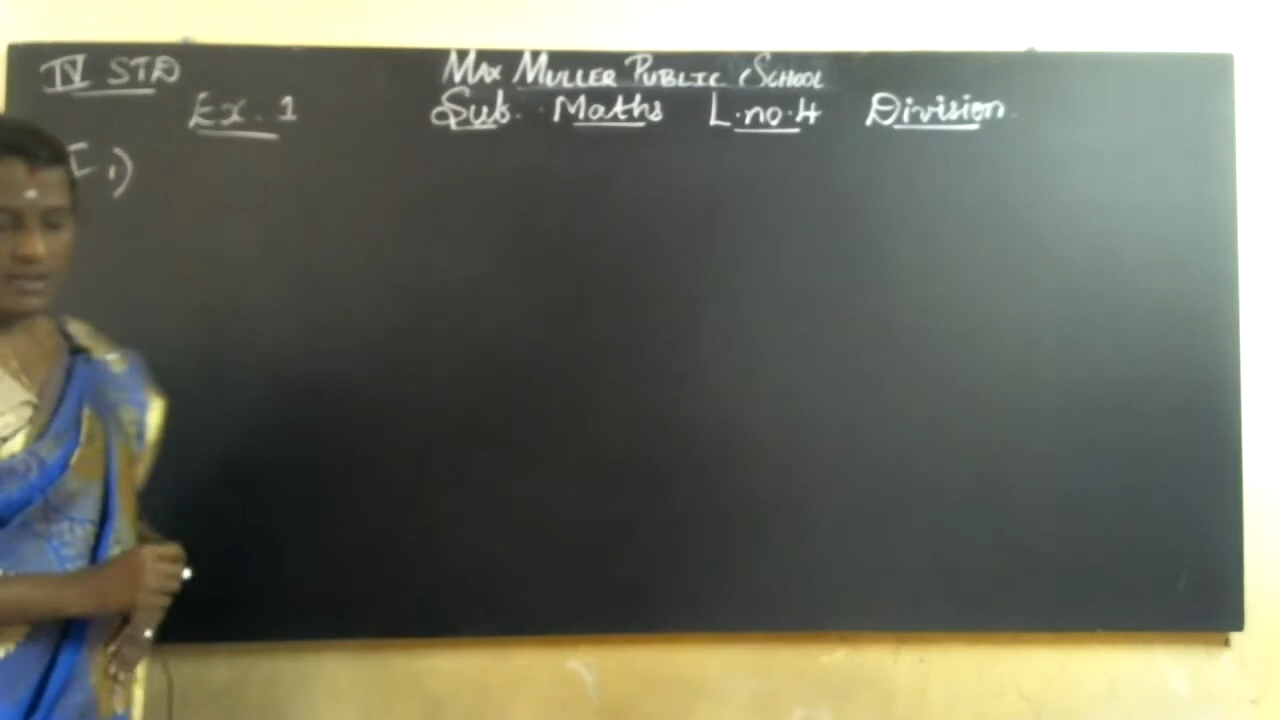 IV STD
MAX MULLER PUBLIC SCHOOL
Ex. 1
Sub. Maths L.no.4 Division
I. 1)